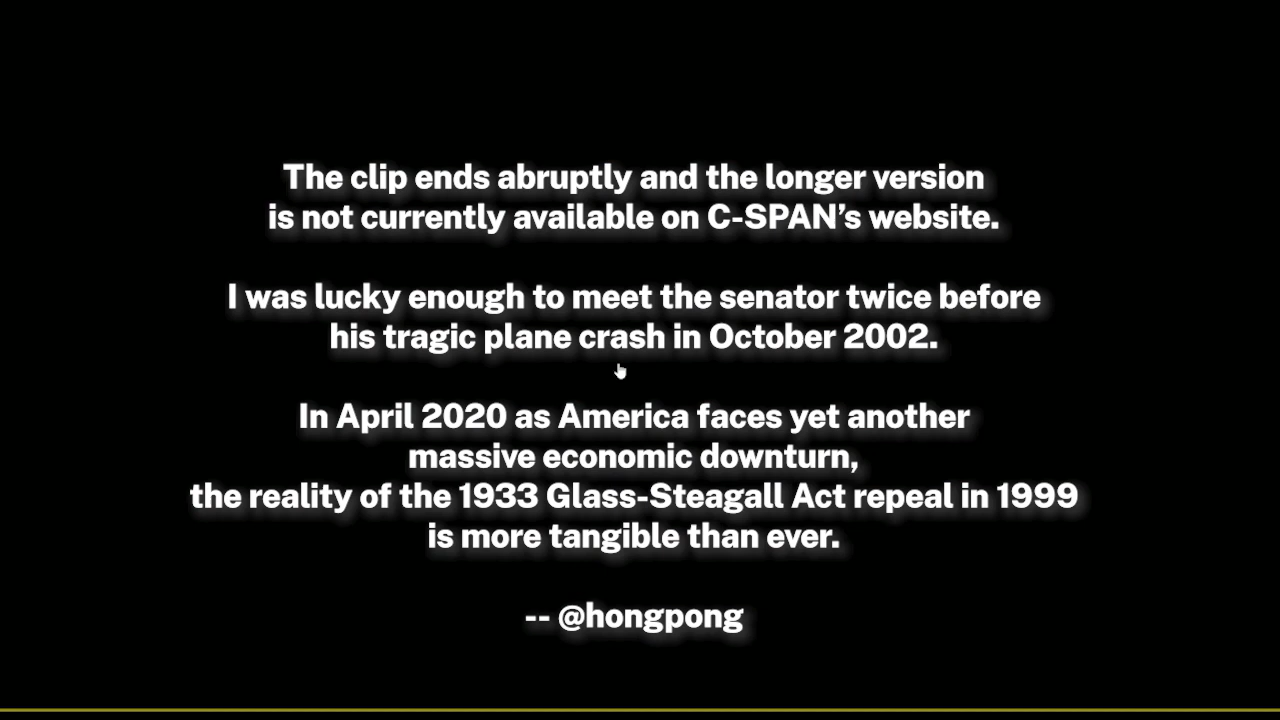 The clip ends abruptly and the longer version
is not currently available on C-SPAN’s website.
I was lucky enough to meet the senator twice before
his tragic plane crash in October 2002.
In April 2020 as America faces yet another
massive economic downturn,
the reality of the 1933 Glass-Steagall Act repeal in 1999
is more tangible than ever.
-- @hongpong